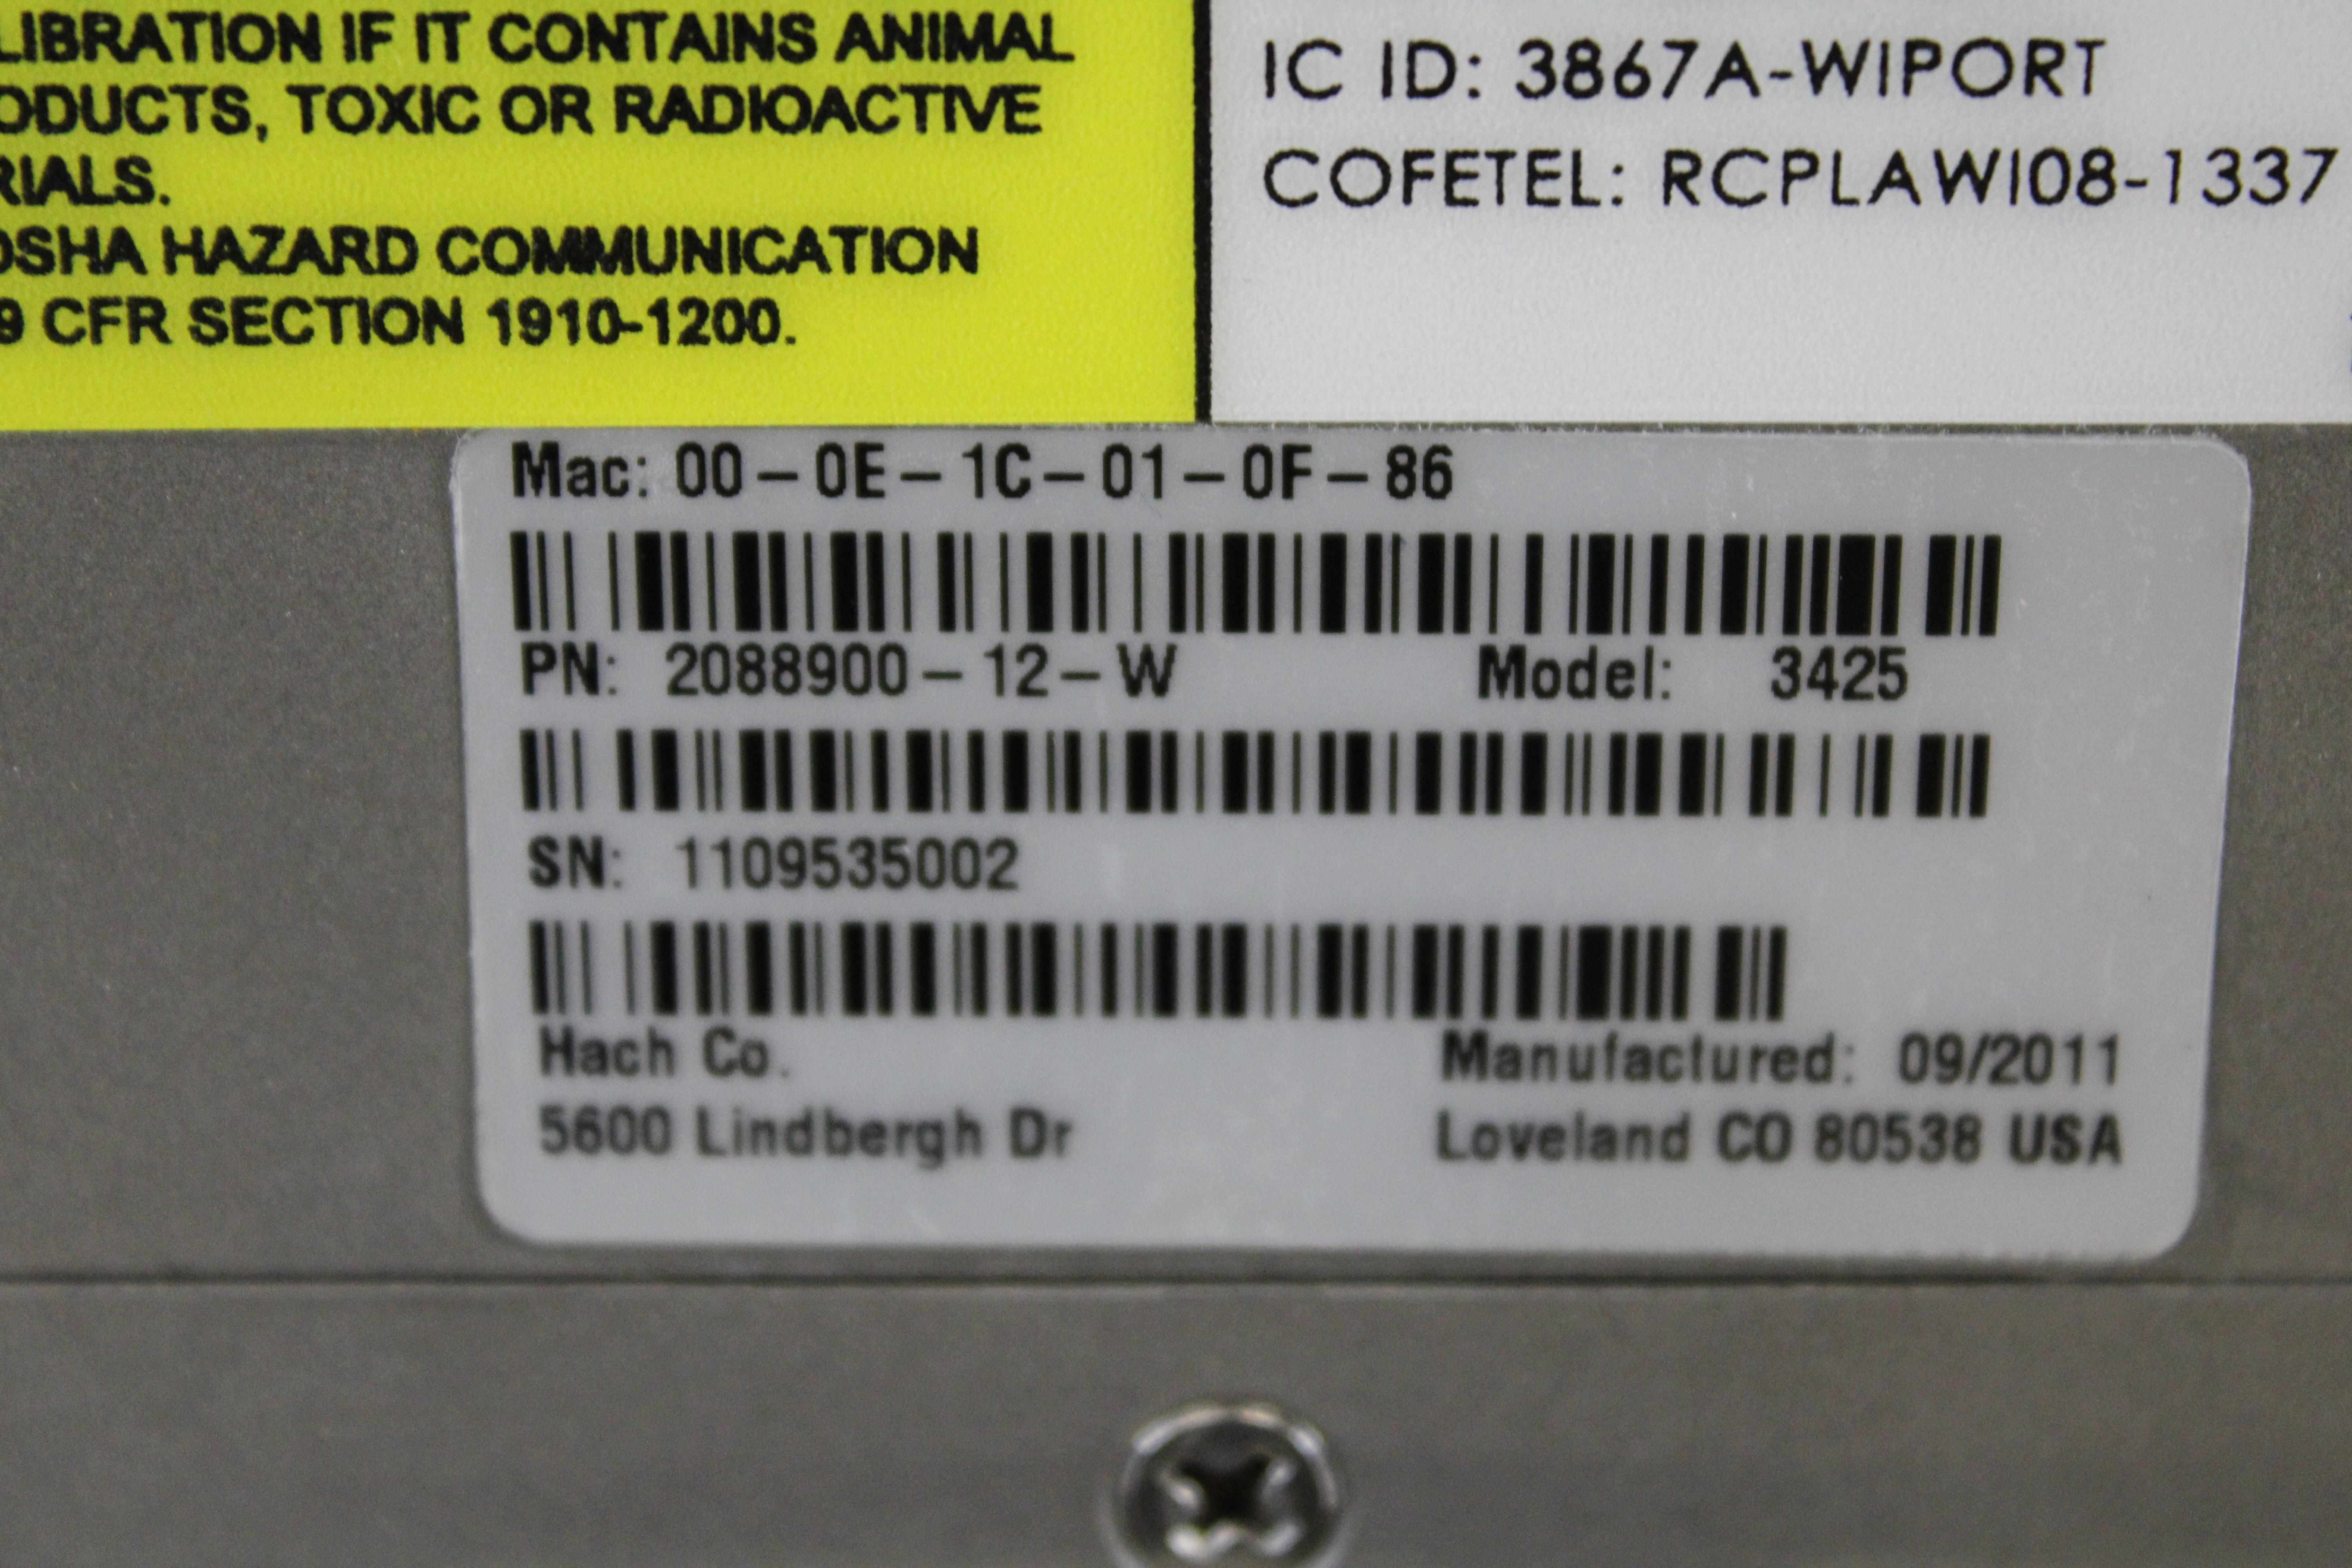 LIBRATION IF IT CONTAINS ANIMAL
ODUCTS, TOXIC OR RADIOACTIVE
RIALS.
OSHA HAZARD COMMUNICATION
9 CFR SECTION 1910-1200.
IC ID: 3867A-WIPORT
COFETEL: RCPLAWI08-1337
Mac: 00-0E-1C-01-0F-86
PN: 2088900-12-W Model: 3425
SN: 1109535002
Hach Co. Manufactured: 09/2011
5600 Lindbergh Dr Loveland CO 80538 USA